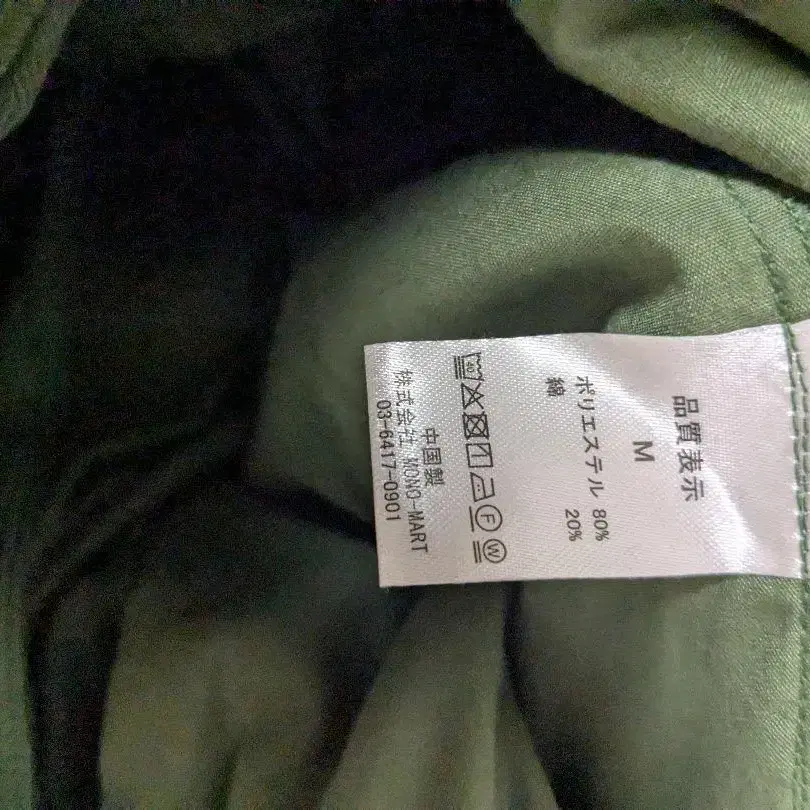 品質表示
M
ポリエステル 80%
綿 20%
40
F
W
中国製
株式会社 MONO-MART
03-6417-0901